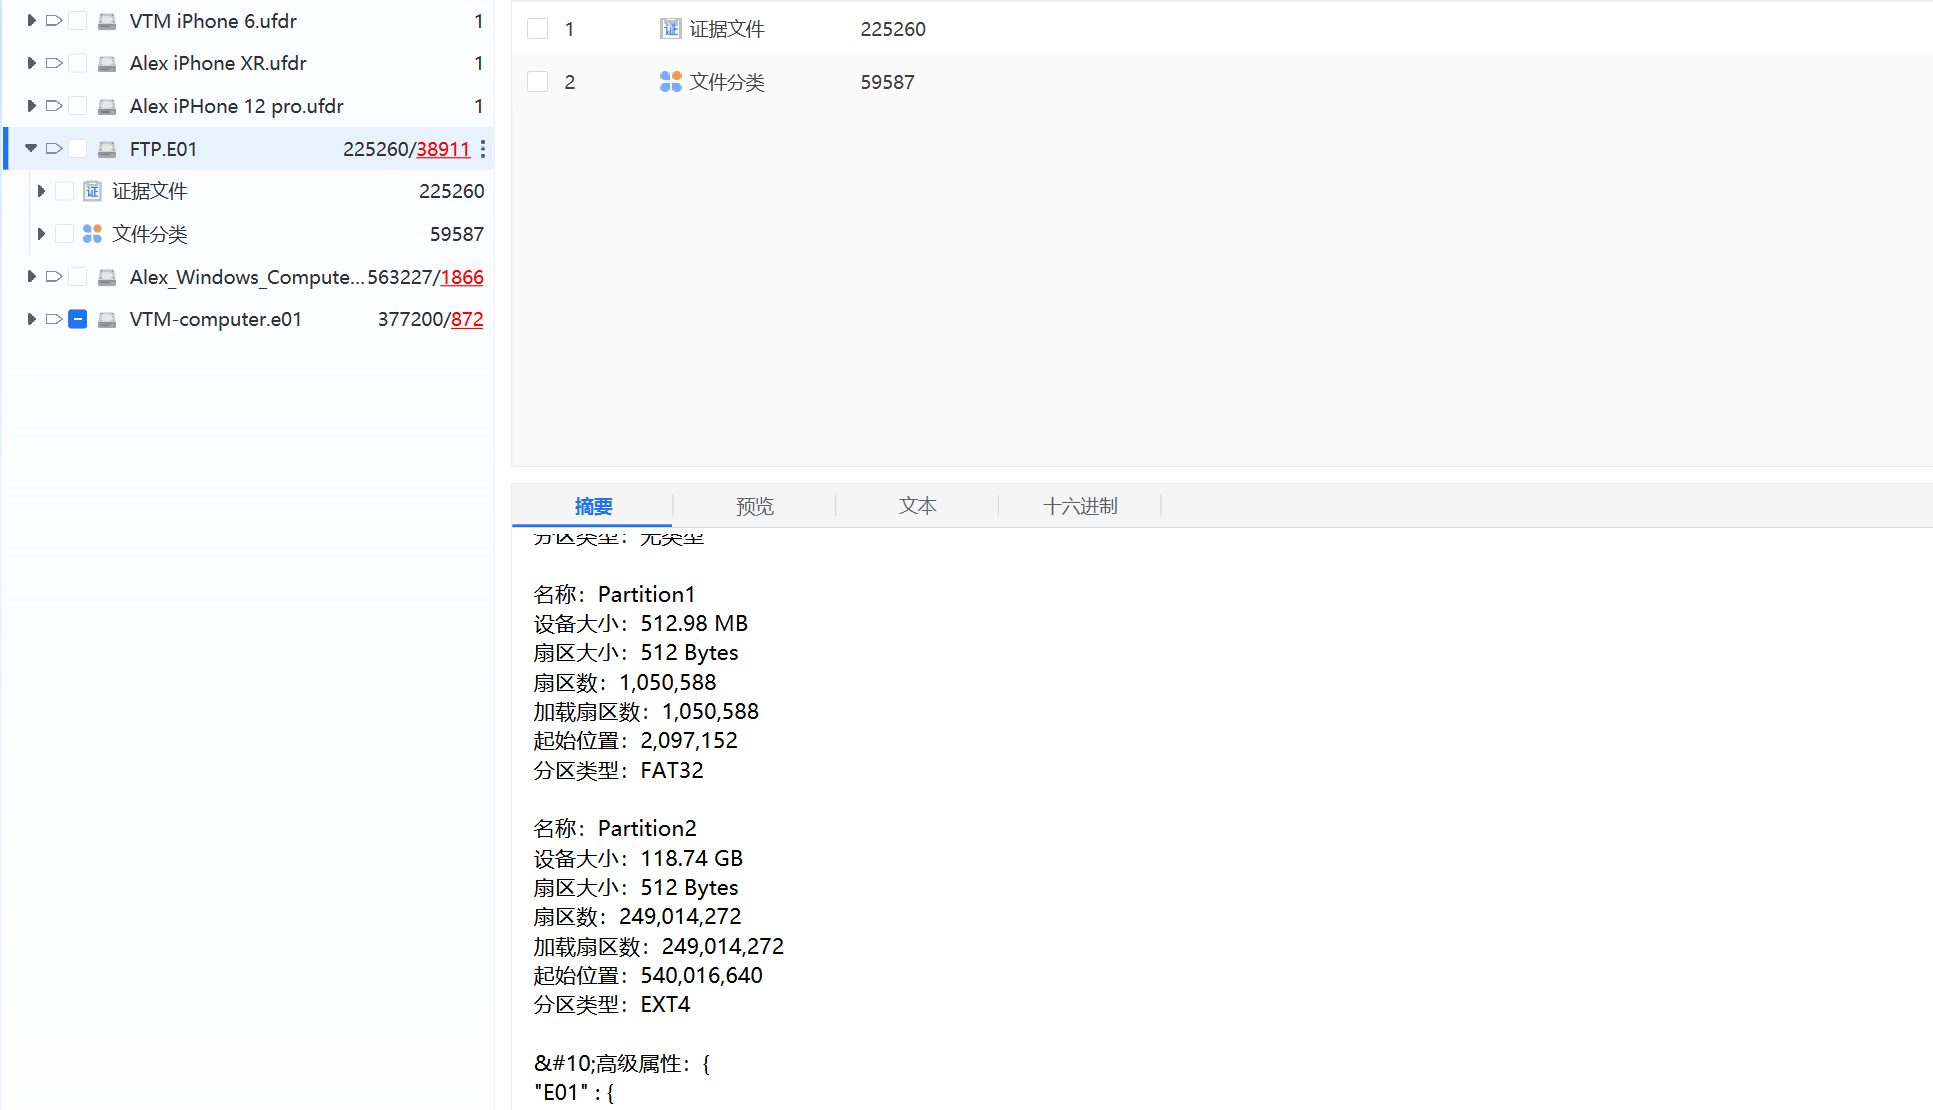 VTM iPhone 6.ufdr 1
Alex iPhone XR.ufdr 1
Alex iPHone 12 pro.ufdr 1
FTP.E01 225260/38911
证据文件 225260
文件分类 59587
Alex_Windows_Compute...563227/1866
VTM-computer.e01 377200/872
1 证据文件 225260
2 文件分类 59587
摘要 预览 文本 十六进制
分区类型：无类型
名称：Partition1
设备大小：512.98 MB
扇区大小：512 Bytes
扇区数：1,050,588
加载扇区数：1,050,588
起始位置：2,097,152
分区类型：FAT32
名称：Partition2
设备大小：118.74 GB
扇区大小：512 Bytes
扇区数：249,014,272
加载扇区数：249,014,272
起始位置：540,016,640
分区类型：EXT4
&#10;高级属性：{
"E01" : {